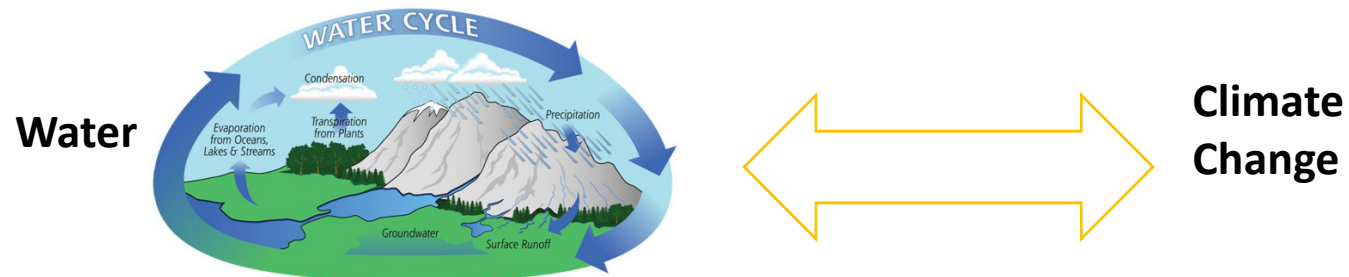 WATER CYCLE
Condensation
Water
Evaporation
from Oceans,
Lakes & Streams
Transpiration
from Plants
Precipitation
Groundwater
Surface Runoff
Climate
Change